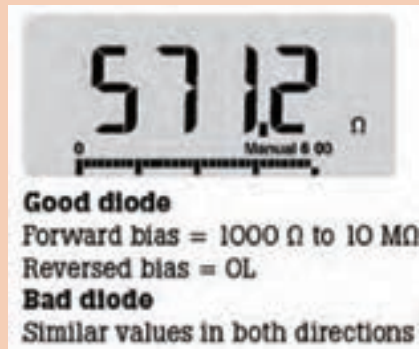 571.2 Ω
0 Manual 6 00
Good diode
Forward bias = 1000 Ω to 10 MΩ
Reversed bias = OL
Bad diode
Similar values in both directions